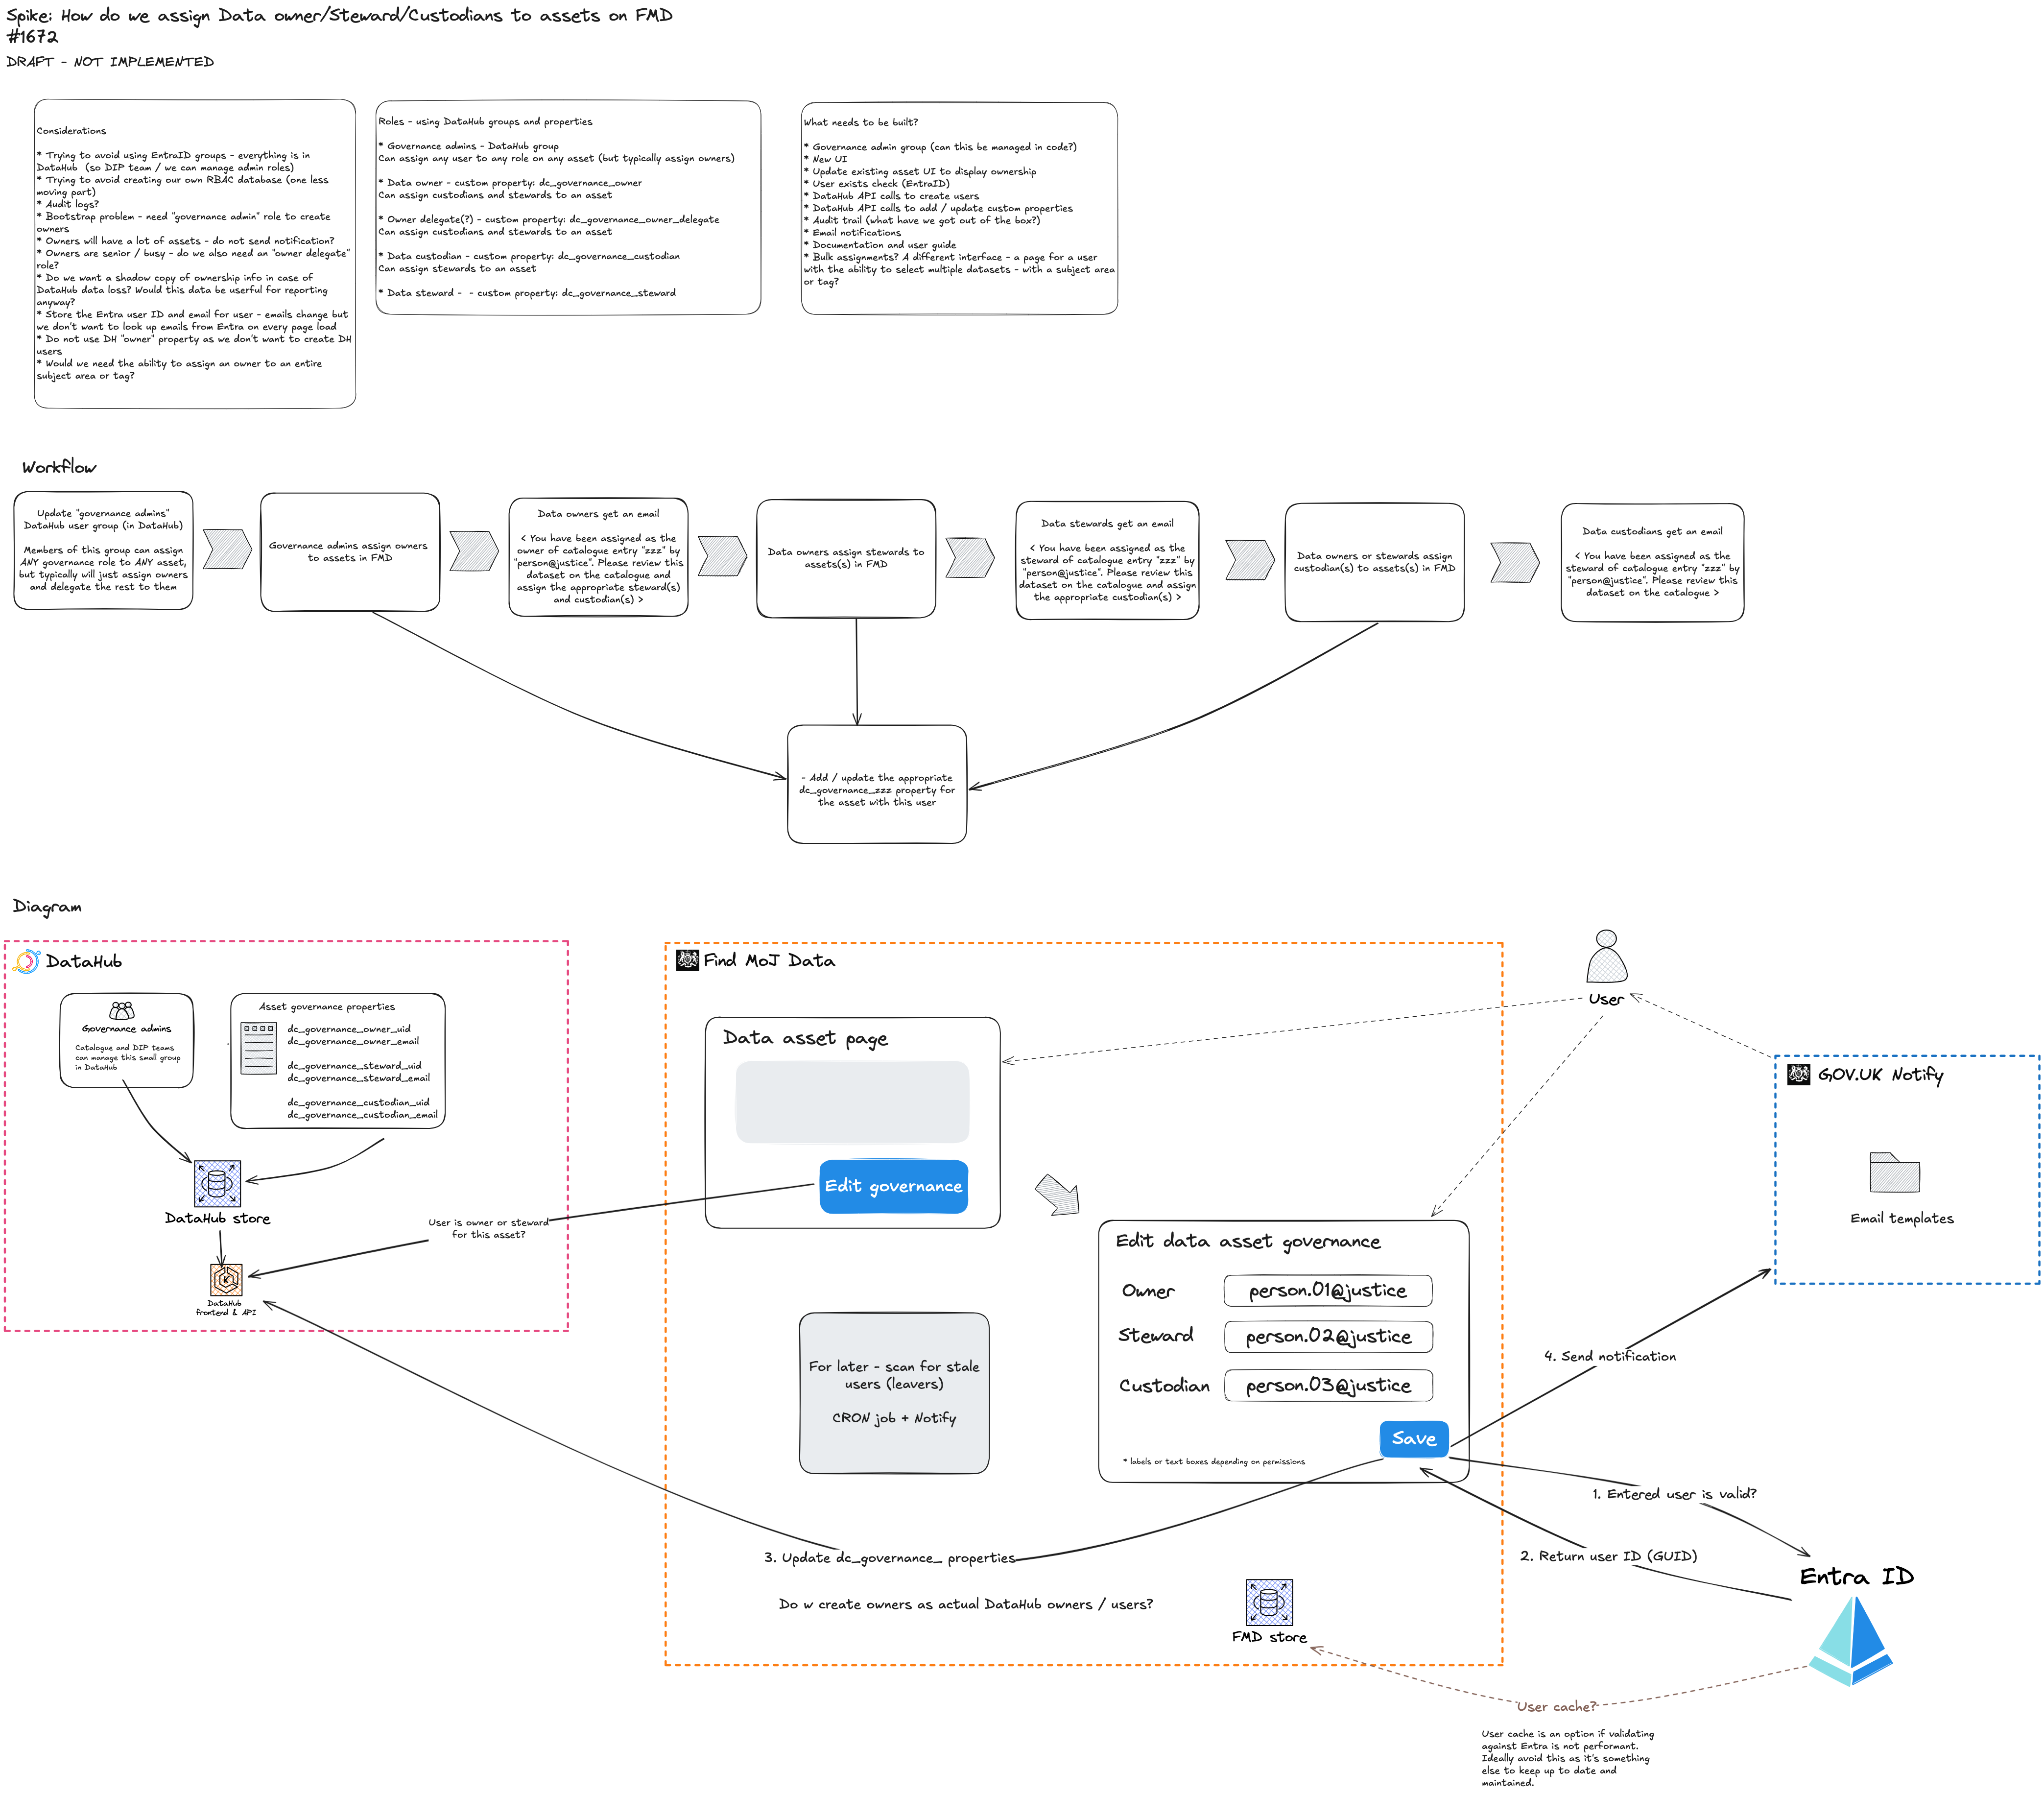 Spike: How do we assign Data owner/Steward/Custodians to assets on FMD
#1672
DRAFT - NOT IMPLEMENTED
Considerations
* Trying to avoid using EntraID groups - everything is in
DataHub (so DIP team / we can manage admin roles)
* Trying to avoid creating our own RBAC database (one less
moving part)
* Audit logs?
* Bootstrap problem - need "governance admin" role to create
owners
* Owners will have a lot of assets - do not send notification?
* Owners are senior / busy - do we also need an "owner delegate"
role?
* Do we want a shadow copy of ownership info in case of
DataHub data loss? Would this data be userful for reporting
anyway?
* Store the Entra user ID and email for user - emails change but
we don't want to look up emails from Entra on every page load
* Do not use DH "owner" property as we don't want to create DH
users
* Would we need the ability to assign an owner to an entire
subject area or tag?
Roles - using DataHub groups and properties
* Governance admins - DataHub group
Can assign any user to any role on any asset (but typically assign owners)
* Data owner - custom property: dc_governance_owner
Can assign custodians and stewards to an asset
* Owner delegate(?) - custom property: dc_governance_owner_delegate
Can assign custodians and stewards to an asset
* Data custodian - custom property: dc_governance_custodian
Can assign stewards to an asset
* Data steward - - custom property: dc_governance_steward
What needs to be built?
* Governance admin group (can this be managed in code?)
* New UI
* Update existing asset UI to display ownership
* User exists check (EntraID)
* DataHub API calls to create users
* DataHub API calls to add / update custom properties
* Audit trail (what have we got out of the box?)
* Email notifications
* Documentation and user guide
* Bulk assignments? A different interface - a page for a user
with the ability to select multiple datasets - with a subject area
or tag?
Workflow
Update "governance admins"
DataHub user group (in DataHub)
Members of this group can assign
ANY governance role to ANY asset,
but typically will just assign owners
and delegate the rest to them
Governance admins assign owners
to assets in FMD
Data owners get an email
< You have been assigned as the
owner of catalogue entry "zzz" by
"person@justice". Please review this
dataset on the catalogue and
assign the appropriate steward(s)
and custodian(s) >
Data owners assign stewards to
assets(s) in FMD
Data stewards get an email
< You have been assigned as the
steward of catalogue entry "zzz" by
"person@justice". Please review this
dataset on the catalogue and assign
the appropriate custodian(s) >
Data owners or stewards assign
custodian(s) to assets(s) in FMD
Data custodians get an email
< You have been assigned as the
steward of catalogue entry "zzz" by
"person@justice". Please review this
dataset on the catalogue >
- Add / update the appropriate
dc_governance_zzz property for
the asset with this user
Diagram
DataHub
Governance admins
Catalogue and DIP teams
can manage this small group
in DataHub
Asset governance properties
dc_governance_owner_uid
dc_governance_owner_email
dc_governance_steward_uid
dc_governance_steward_email
dc_governance_custodian_uid
dc_governance_custodian_email
DataHub store
DataHub
frontend & API
User is owner or steward
for this asset?
Find MoJ Data
Data asset page
Edit governance
For later - scan for stale
users (leavers)
CRON job + Notify
Edit data asset governance
Owner
person.01@justice
Steward
person.02@justice
Custodian
person.03@justice
Save
* labels or text boxes depending on permissions
3. Update dc_governance_ properties
Do w create owners as actual DataHub owners / users?
FMD store
User
GOV.UK Notify
Email templates
4. Send notification
1. Entered user is valid?
2. Return user ID (GUID)
Entra ID
User cache?
User cache is an option if validating
against Entra is not performant.
Ideally avoid this as it's something
else to keep up to date and
maintained.